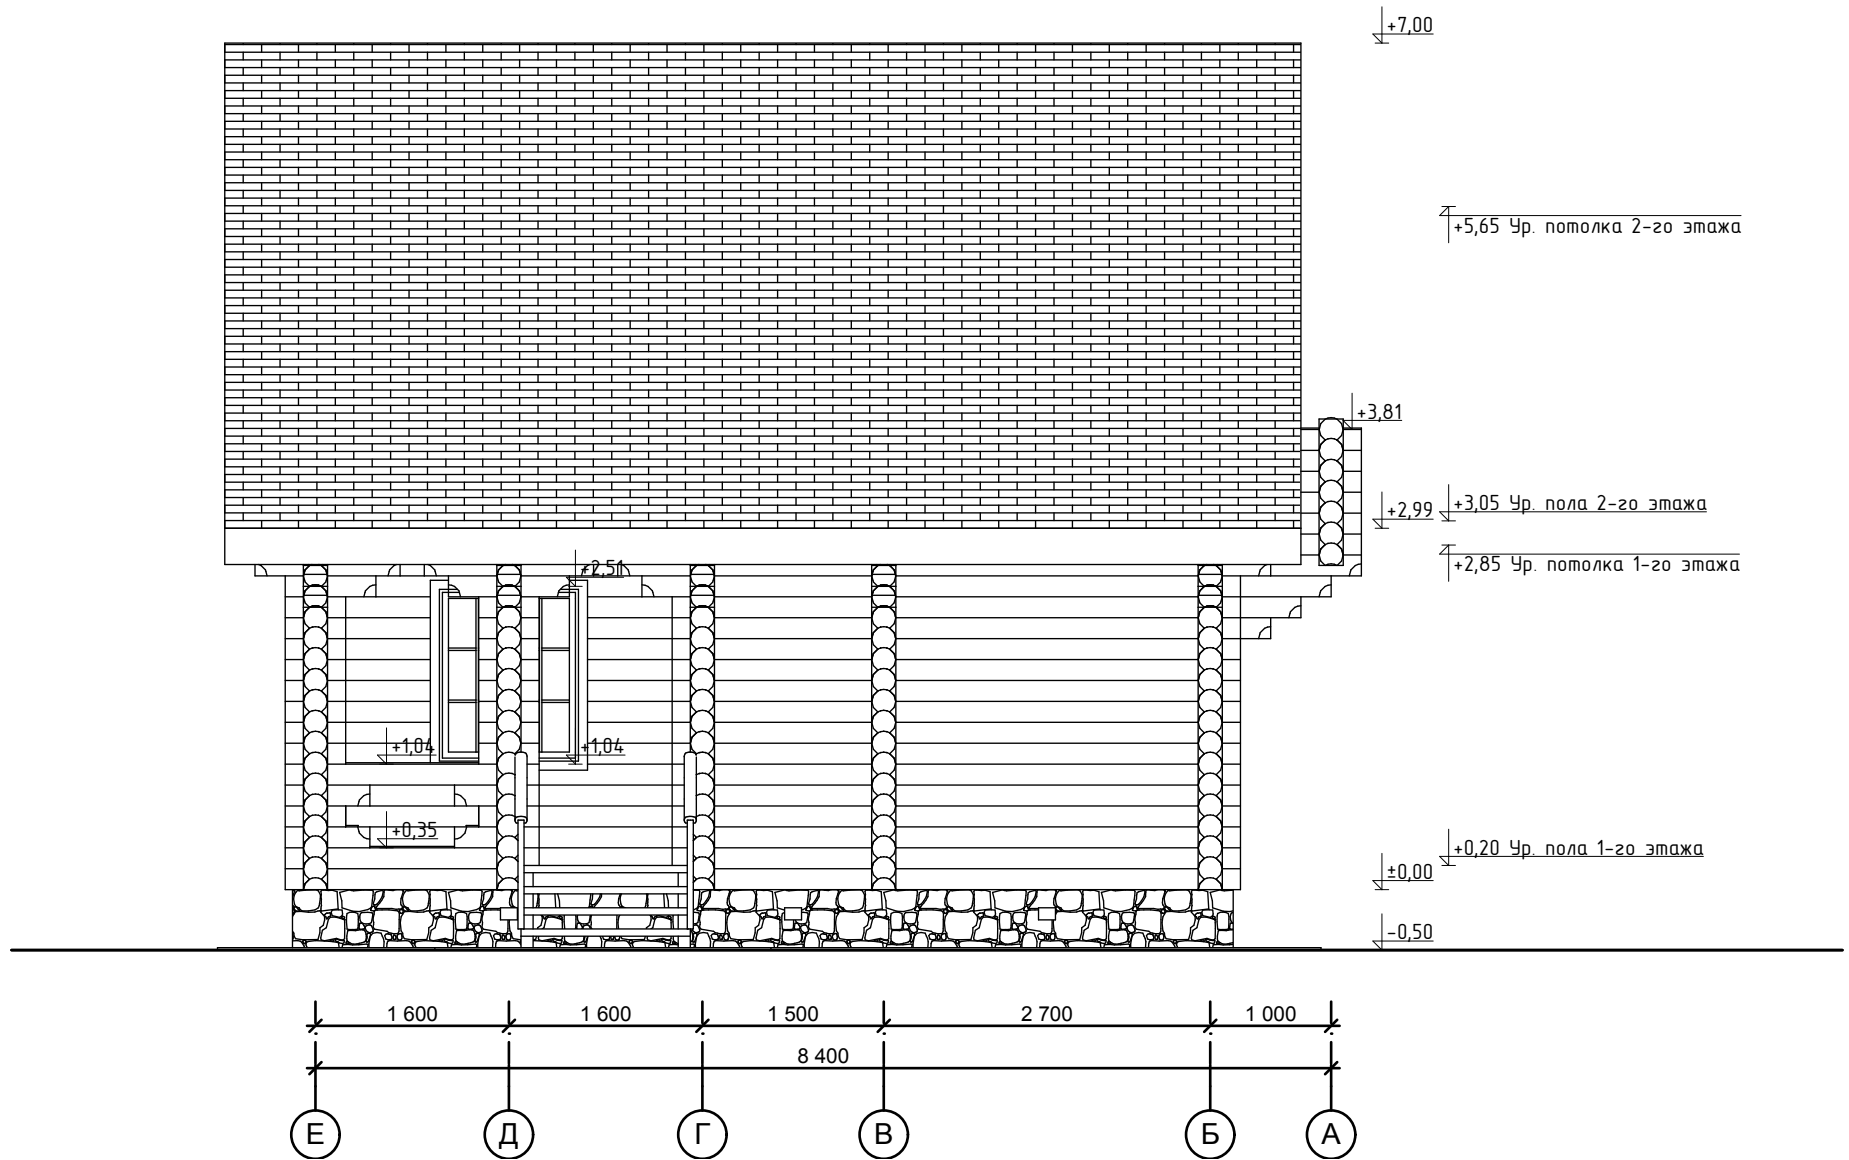 +7,00
+5,65 Ур. потолка 2-го этажа
+3,81
+2,99
+3,05 Ур. пола 2-го этажа
+2,85 Ур. потолка 1-го этажа
+2,51
+1,04
+1,04
+0,35
+0,20 Ур. пола 1-го этажа
±0,00
-0,50
1 600
1 600
1 500
2 700
1 000
8 400
Е
Д
Г
В
Б
А